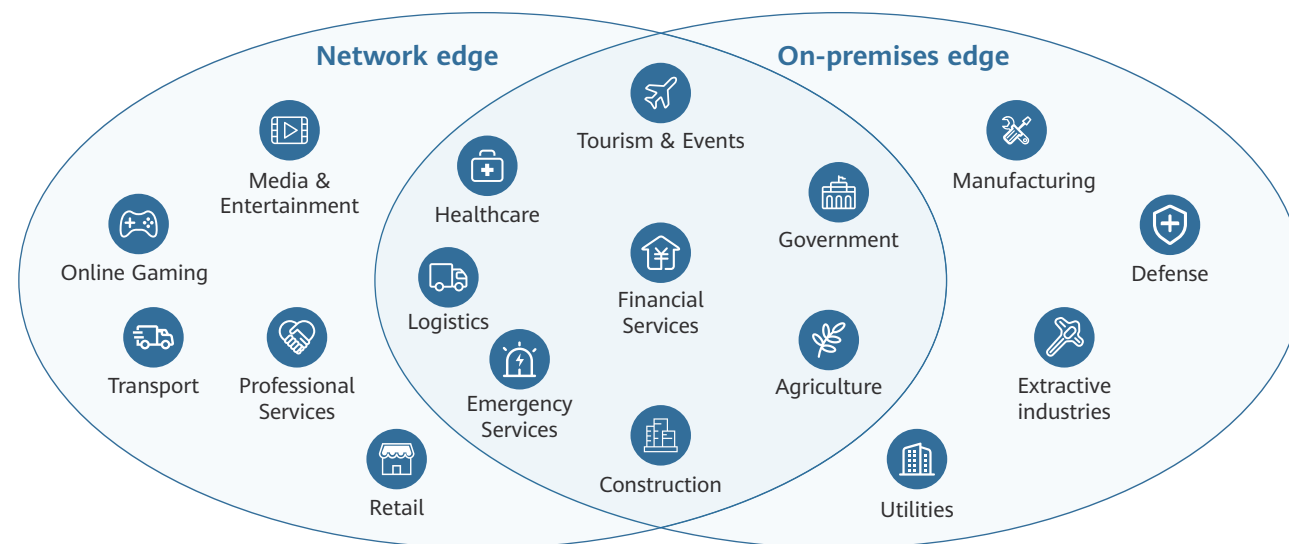 Network edge
On-premises edge
Tourism & Events
Media &
Entertainment
Manufacturing
Healthcare
Government
Online Gaming
Defense
Financial
Services
Logistics
Transport
Professional
Services
Agriculture
Extractive
industries
Emergency
Services
Construction
Retail
Utilities